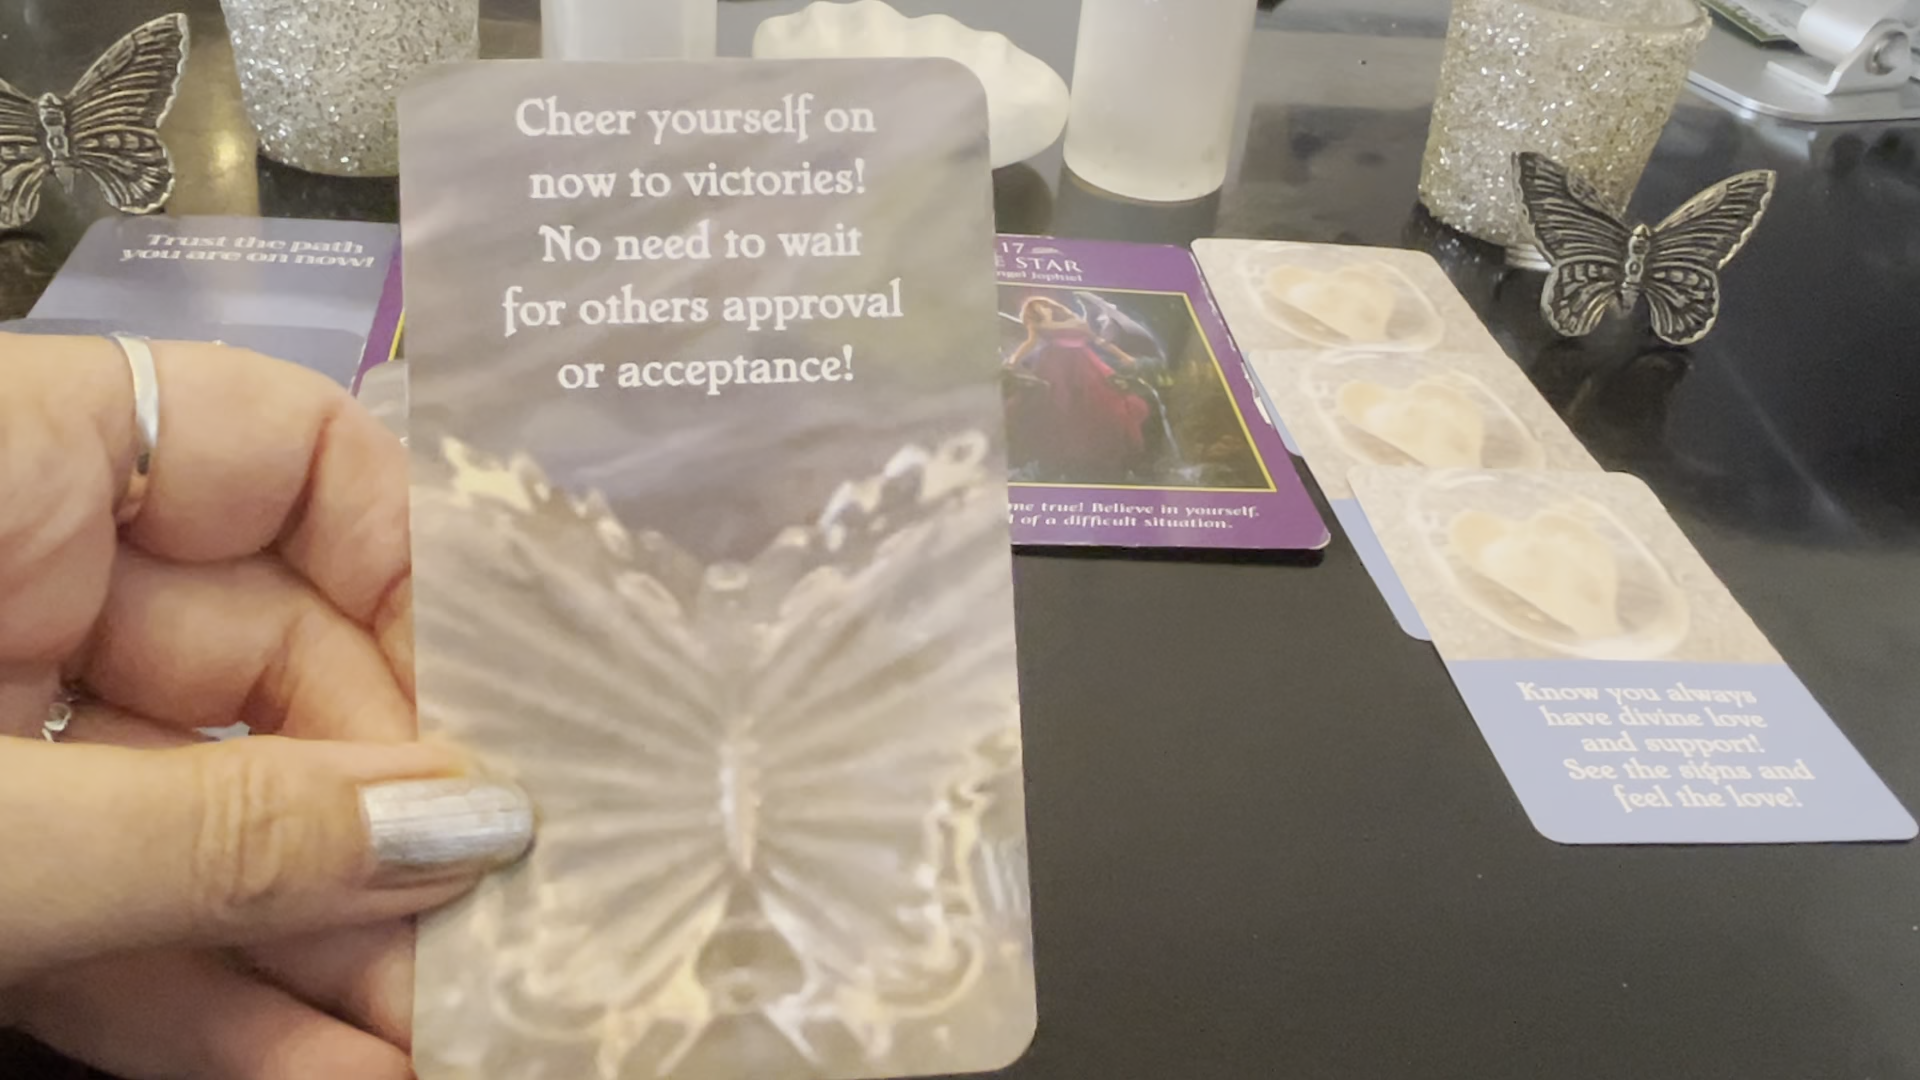 Cheer yourself on
now to victories!
No need to wait
for others approval
or acceptance!
Trust the path
you are on now!
17
STAR
ngel Jophiel
me true! Believe in yourself.
of a difficult situation.
Know you always
have divine love
and support!
See the signs and
feel the love!